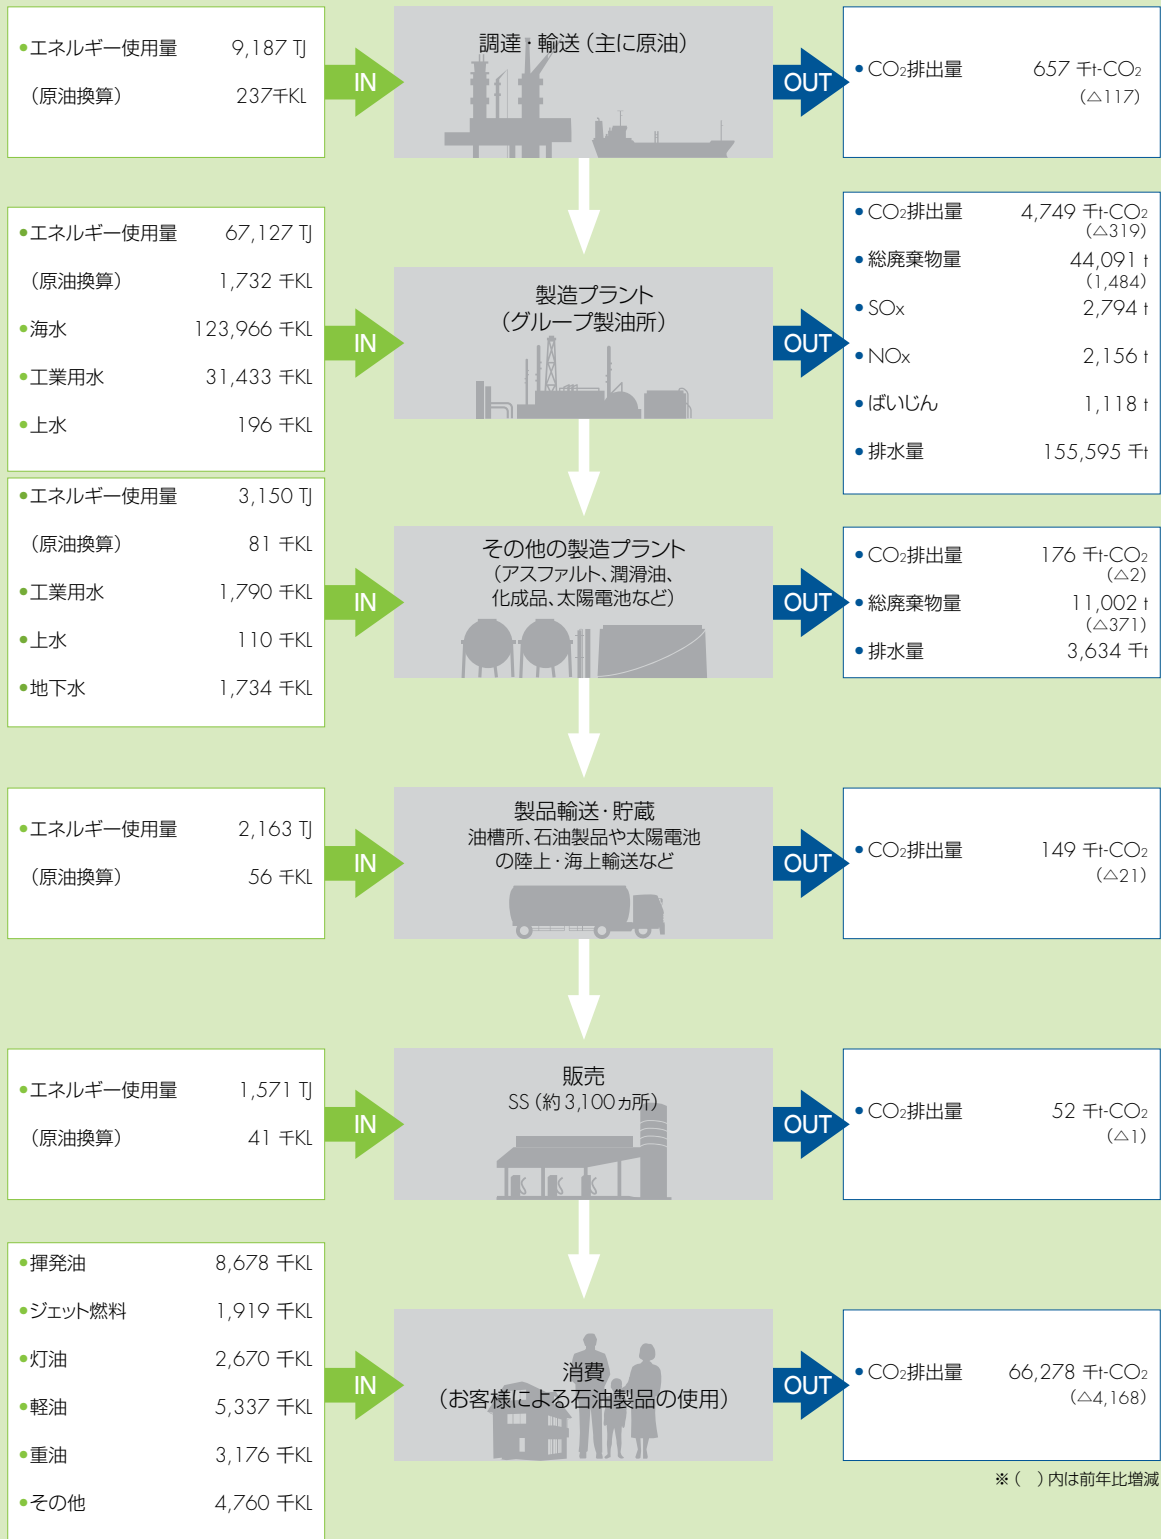 ●エネルギー使用量 9,187 TJ
（原油換算） 237千KL
IN
調達・輸送（主に原油）
OUT
●CO₂排出量 657 千t-CO₂
（△117）
●エネルギー使用量 67,127 TJ
（原油換算） 1,732 千KL
●海水 123,966 千KL
●工業用水 31,433 千KL
●上水 196 千KL
IN
製造プラント
（グループ製油所）
OUT
●CO₂排出量 4,749 千t-CO₂
（△319）
●総廃棄物量 44,091 t
（1,484）
●SOx 2,794 t
●NOx 2,156 t
●ばいじん 1,118 t
●排水量 155,595 千t
●エネルギー使用量 3,150 TJ
（原油換算） 81 千KL
●工業用水 1,790 千KL
●上水 110 千KL
●地下水 1,734 千KL
IN
その他の製造プラント
（アスファルト、潤滑油、
化成品、太陽電池など）
OUT
●CO₂排出量 176 千t-CO₂
（△2）
●総廃棄物量 11,002 t
（△371）
●排水量 3,634 千t
●エネルギー使用量 2,163 TJ
（原油換算） 56 千KL
IN
製品輸送・貯蔵
油槽所、石油製品や太陽電池
の陸上・海上輸送など
OUT
●CO₂排出量 149 千t-CO₂
（△21）
●エネルギー使用量 1,571 TJ
（原油換算） 41 千KL
IN
販売
SS（約3,100ヵ所）
OUT
●CO₂排出量 52 千t-CO₂
（△1）
●揮発油 8,678 千KL
●ジェット燃料 1,919 千KL
●灯油 2,670 千KL
●軽油 5,337 千KL
●重油 3,176 千KL
●その他 4,760 千KL
IN
消費
（お客様による石油製品の使用）
OUT
●CO₂排出量 66,278 千t-CO₂
（△4,168）
※（ ）内は前年比増減